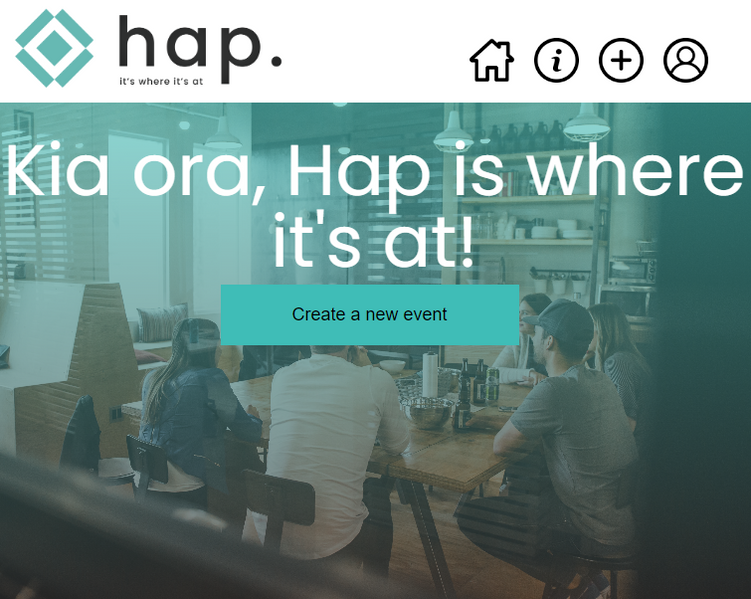 hap.
it's where it's at
Kia ora, Hap is where
it's at!
Create a new event